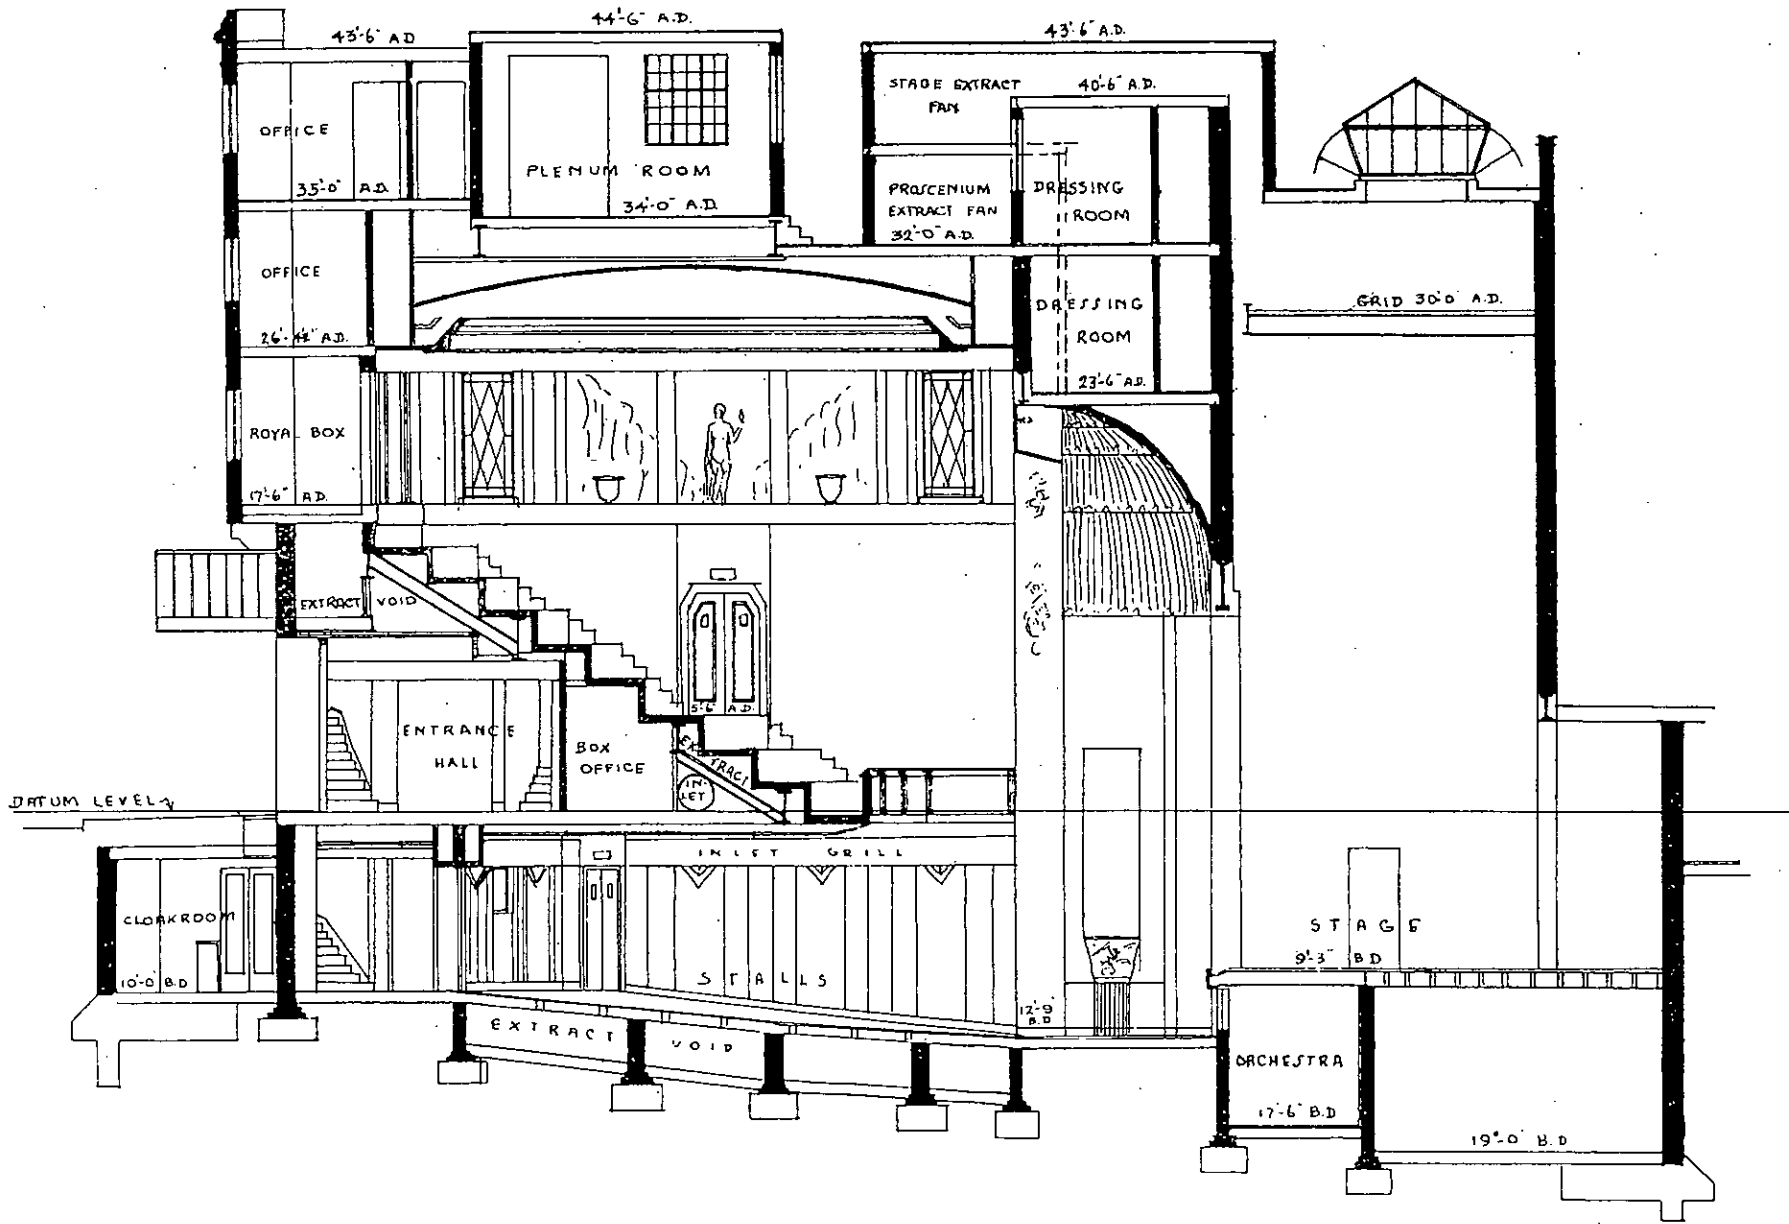 44'-6" A.D.
43'-6" A.D.
43'-6" A.D
STAGE EXTRACT
FAN
40'-6" A.D.
OFFICE
PLENUM ROOM
35'-0" A.D.
34'-0" A.D.
PROSCENIUM
EXTRACT FAN
32'-0" A.D.
DRESSING
ROOM
OFFICE
GRID 30'0" A.D.
DRESSING
ROOM
A.D.
23'-6" A.D.
ROYAL BOX
17'-6" A.D.
EXTRACT VOID
5'-6" A.D.
ENTRANCE
HALL
BOX
OFFICE
EXTRACT
IN-
LET
DATUM LEVEL
INLET GRILL
CLOAKROOM
STAGE
9'-3" B.D
10'-0" B.D
STALLS
12'-9"
B.D
EXTRACT VOID
ORCHESTRA
17'-6" B.D
19'-0" B.D